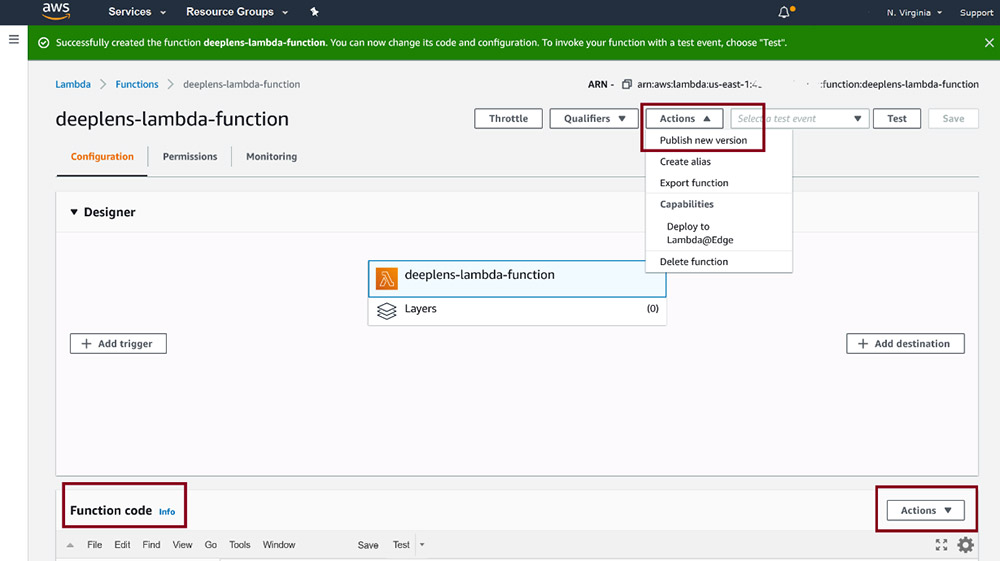 aws Services Resource Groups N. Virginia Support
Successfully created the function deeplens-lambda-function. You can now change its code and configuration. To invoke your function with a test event, choose "Test".
Lambda Functions deeplens-lambda-function ARN - arn:aws:lambda:us-east-1:4 :function:deeplens-lambda-function
deeplens-lambda-function Throttle Qualifiers Actions Select a test event Test Save
Publish new version
Configuration Permissions Monitoring
Create alias
Export function
Capabilities
Deploy to
Lambda@Edge
Delete function
Designer
deeplens-lambda-function
Layers (0)
Add trigger Add destination
Function code Info Actions
File Edit Find View Go Tools Window Save Test